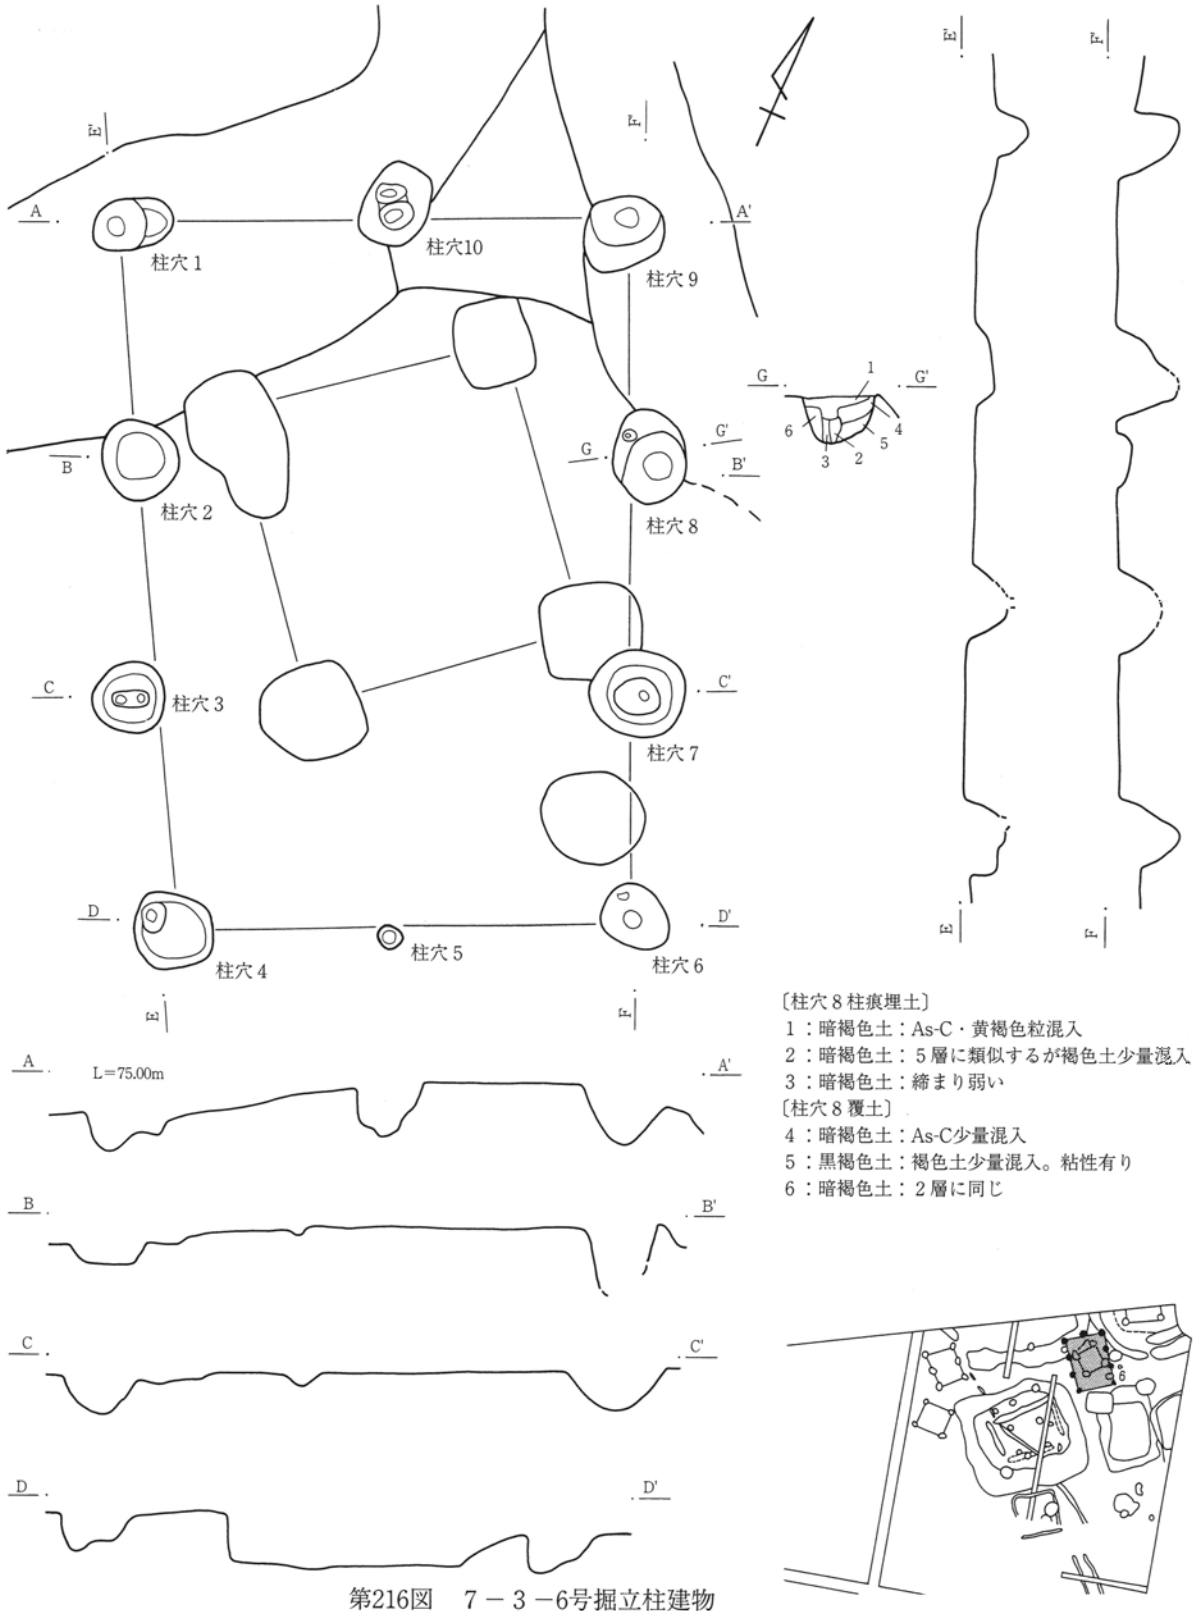 E'
F'
E'
F'
A
A'
柱穴1
柱穴10
柱穴9
G
G'
1
6
4
5
3
2
B
G
G'
B'
柱穴2
柱穴8
C
C'
柱穴3
柱穴7
D
D'
柱穴4
柱穴5
柱穴6
E
F
E
F
A
L=75.00m
A'
〔柱穴8柱痕埋土〕
1：暗褐色土：As-C・黄褐色粒混入
2：暗褐色土：5層に類似するが褐色土少量混入
3：暗褐色土：締まり弱い
〔柱穴8覆土〕
4：暗褐色土：As-C少量混入
5：黒褐色土：褐色土少量混入。粘性有り
6：暗褐色土：2層に同じ
B
B'
C
C'
D
D'
6
第216図　7－3－6号掘立柱建物